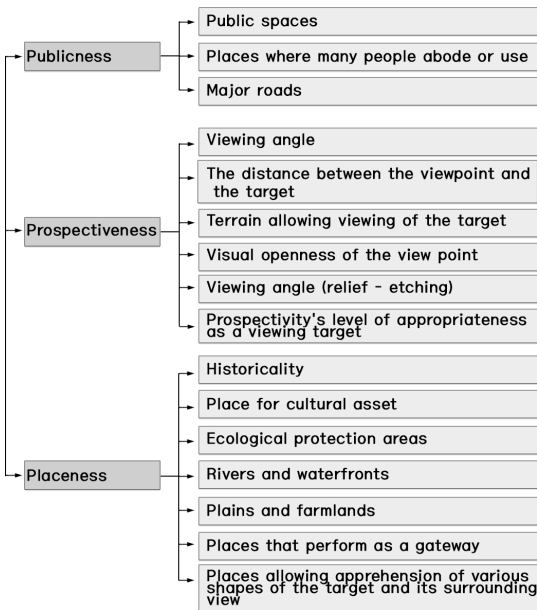 Publicness
Public spaces
Places where many people abode or use
Major roads
Prospectiveness
Viewing angle
The distance between the viewpoint and
the target
Terrain allowing viewing of the target
Visual openness of the view point
Viewing angle (relief - etching)
Prospectivity's level of appropriateness
as a viewing target
Placeness
Historicality
Place for cultural asset
Ecological protection areas
Rivers and waterfronts
Plains and farmlands
Places that perform as a gateway
Places allowing apprehension of various
shapes of the target and its surrounding
view